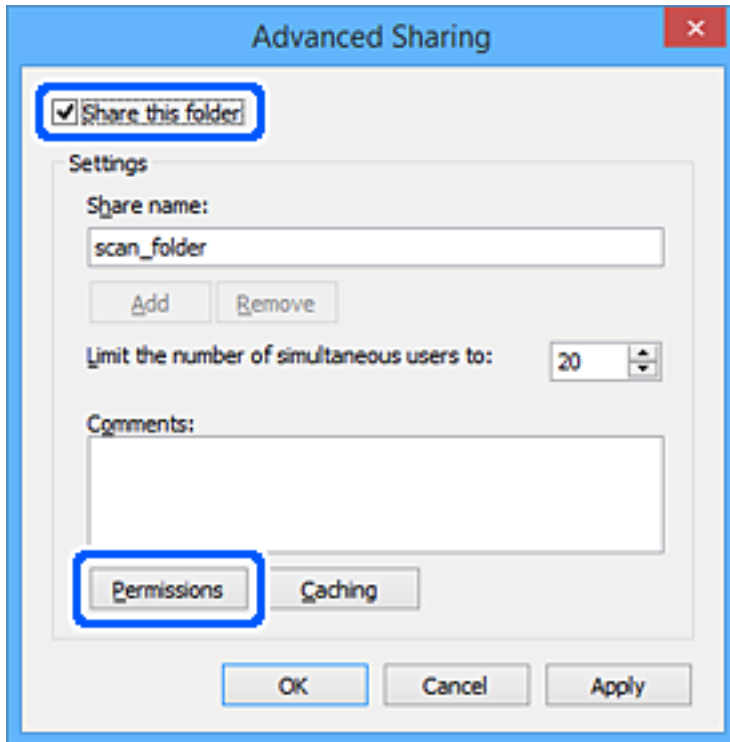 Advanced Sharing
Share this folder
Settings
Share name:
scan_folder
Add Remove
Limit the number of simultaneous users to: 20
Comments:
Permissions Caching
OK Cancel Apply